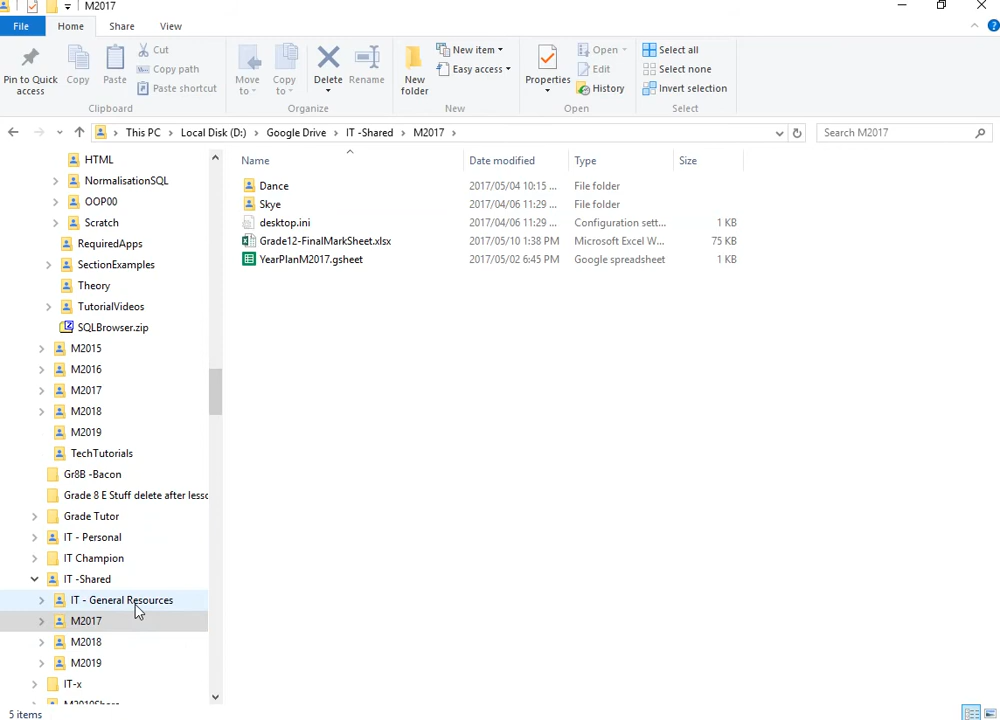 M2017
File Home Share View
Pin to Quick access
Copy
Paste
Cut
Copy path
Paste shortcut
Clipboard
Move to
Copy to
Delete
Rename
Organize
New folder
New item
Easy access
New
Properties
Open
Edit
History
Open
Select all
Select none
Invert selection
Select
This PC > Local Disk (D:) > Google Drive > IT -Shared > M2017 >
Search M2017
HTML
NormalisationSQL
OOP00
Scratch
RequiredApps
SectionExamples
Theory
TutorialVideos
SQLBrowser.zip
M2015
M2016
M2017
M2018
M2019
TechTutorials
Gr8B -Bacon
Grade 8 E Stuff delete after lesso
Grade Tutor
IT - Personal
IT Champion
IT -Shared
IT - General Resources
M2017
M2018
M2019
IT-x
Name Date modified Type Size
Dance 2017/05/04 10:15 ... File folder
Skye 2017/04/06 11:29 ... File folder
desktop.ini 2017/04/06 11:29 ... Configuration sett... 1 KB
Grade12-FinalMarkSheet.xlsx 2017/05/10 1:38 PM Microsoft Excel W... 75 KB
YearPlanM2017.gsheet 2017/05/02 6:45 PM Google spreadsheet 1 KB
5 items